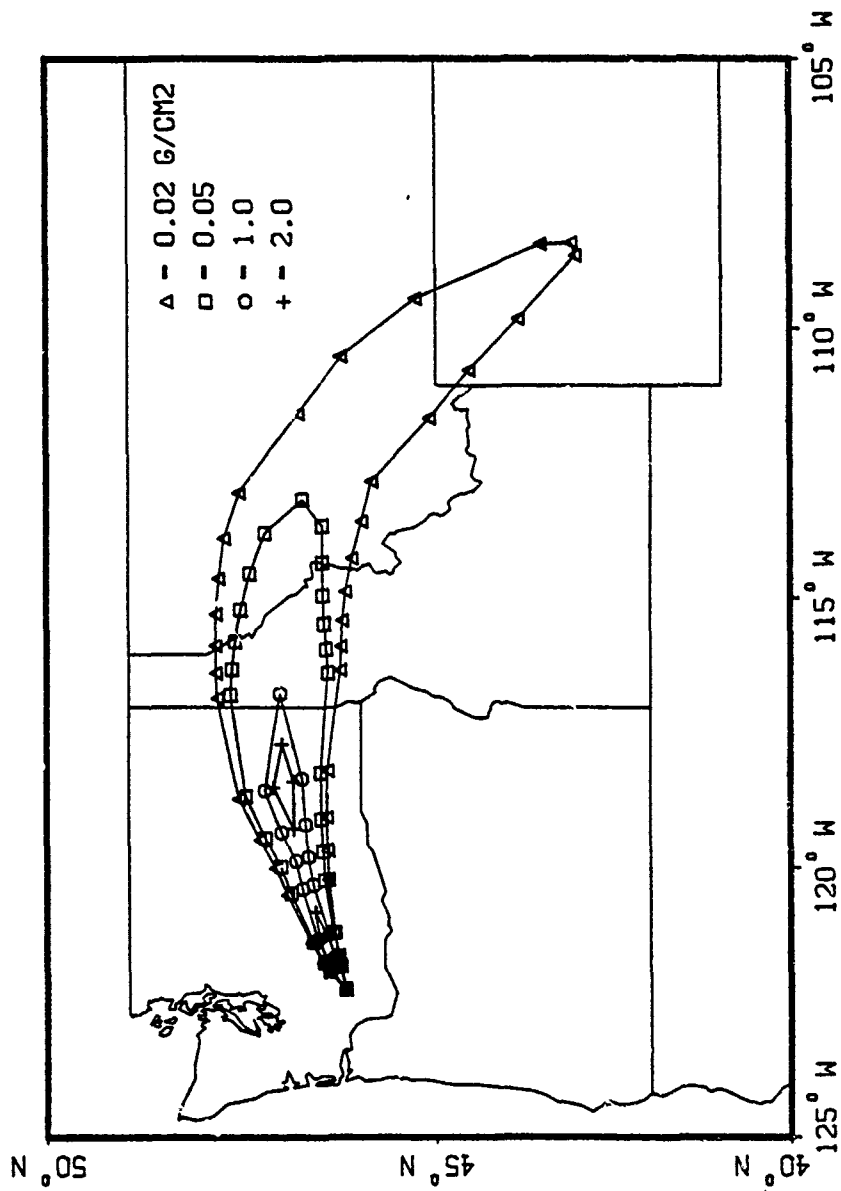 △ - 0.02 G/CM2
□ - 0.05
○ - 1.0
+ - 2.0
50° N
45° N
40° N
125° W
120° W
115° W
110° W
105° W